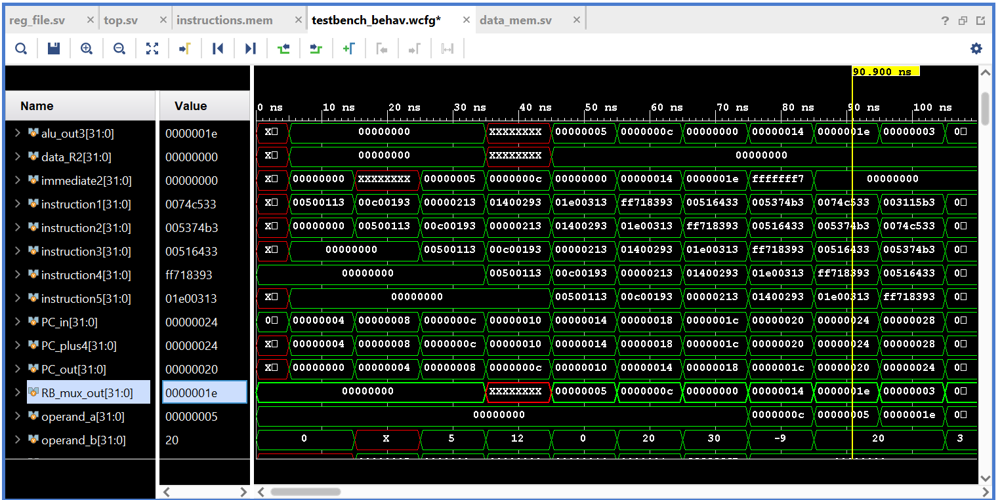 reg_file.sv × top.sv × instructions.mem × testbench_behav.wcfg* × data_mem.sv × ?
90.900 ns
Name Value 0 ns 10 ns 20 ns 30 ns 40 ns 50 ns 60 ns 70 ns 80 ns 90 ns 100 ns
alu_out3[31:0] 0000001e X 00000000 XXXXXXXX 00000005 0000000c 00000000 00000014 0000001e 00000003 0
data_R2[31:0] 00000000 X 00000000 XXXXXXXX 00000000
immediate2[31:0] 00000000 X 00000000 XXXXXXXX 00000005 0000000c 00000000 00000014 0000001e fffffff7 00000000
instruction1[31:0] 0074c533 X 00500113 00c00193 00000213 01400293 01e00313 ff718393 00516433 005374b3 0074c533 003115b3 0
instruction2[31:0] 005374b3 X 00000000 00500113 00c00193 00000213 01400293 01e00313 ff718393 00516433 005374b3 0074c533 0
instruction3[31:0] 00516433 X 00000000 00500113 00c00193 00000213 01400293 01e00313 ff718393 00516433 005374b3 0
instruction4[31:0] ff718393 00000000 00500113 00c00193 00000213 01400293 01e00313 ff718393 00516433 0
instruction5[31:0] 01e00313 X 00000000 00500113 00c00193 00000213 01400293 01e00313 ff718393 0
PC_in[31:0] 00000024 0 00000004 00000008 0000000c 00000010 00000014 00000018 0000001c 00000020 00000024 00000028 0
PC_plus4[31:0] 00000024 X 00000004 00000008 0000000c 00000010 00000014 00000018 0000001c 00000020 00000024 00000028 0
PC_out[31:0] 00000020 X 00000000 00000004 00000008 0000000c 00000010 00000014 00000018 0000001c 00000020 00000024 0
RB_mux_out[31:0] 0000001e 00000000 XXXXXXXX 00000005 0000000c 00000000 00000014 0000001e 00000003 0
operand_a[31:0] 00000005 00000000 0000000c 00000005 0000001e 0
operand_b[31:0] 20 0 X 5 12 0 20 30 -9 20 3